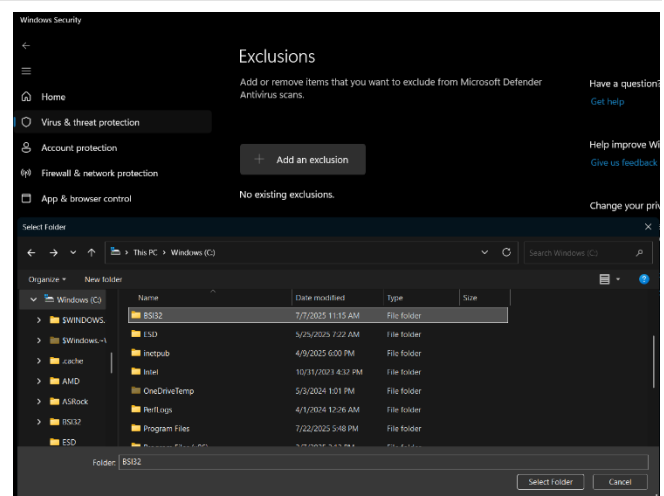 Windows Security
Exclusions
Add or remove items that you want to exclude from Microsoft Defender
Antivirus scans.
Home
Virus & threat protection
Account protection
Firewall & network protection
App & browser control
Add an exclusion
No existing exclusions.
Have a question?
Get help
Help improve Wi
Give us feedback
Change your priv
Select Folder
This PC > Windows (C:)
Search Windows (C:)
Organize
New folder
Name Date modified Type Size
Windows (C:)
$WINDOWS.
$Windows.~\
.cache
AMD
ASRock
BSI32
ESD
BSI32 7/7/2025 11:15 AM File folder
ESD 5/25/2025 7:22 AM File folder
inetpub 4/9/2025 6:00 PM File folder
Intel 10/31/2023 4:32 PM File folder
OneDriveTemp 5/3/2024 1:01 PM File folder
PerfLogs 4/1/2024 12:26 AM File folder
Program Files 7/22/2025 5:48 PM File folder
Folder: BSI32
Select Folder
Cancel